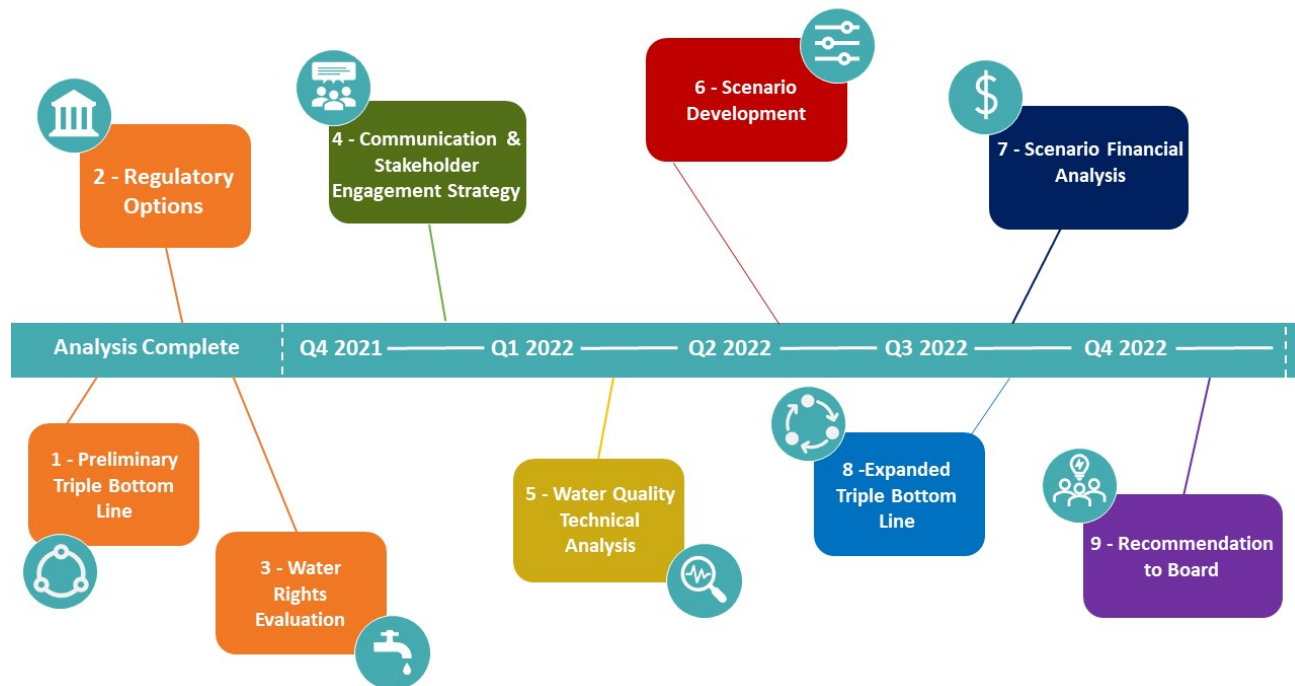 2 - Regulatory
Options
4 - Communication &
Stakeholder
Engagement Strategy
6 - Scenario
Development
7 - Scenario Financial
Analysis
Analysis Complete
Q4 2021
Q1 2022
Q2 2022
Q3 2022
Q4 2022
1 - Preliminary
Triple Bottom
Line
3 - Water
Rights
Evaluation
5 - Water Quality
Technical
Analysis
8 -Expanded
Triple Bottom
Line
9 - Recommendation
to Board
$